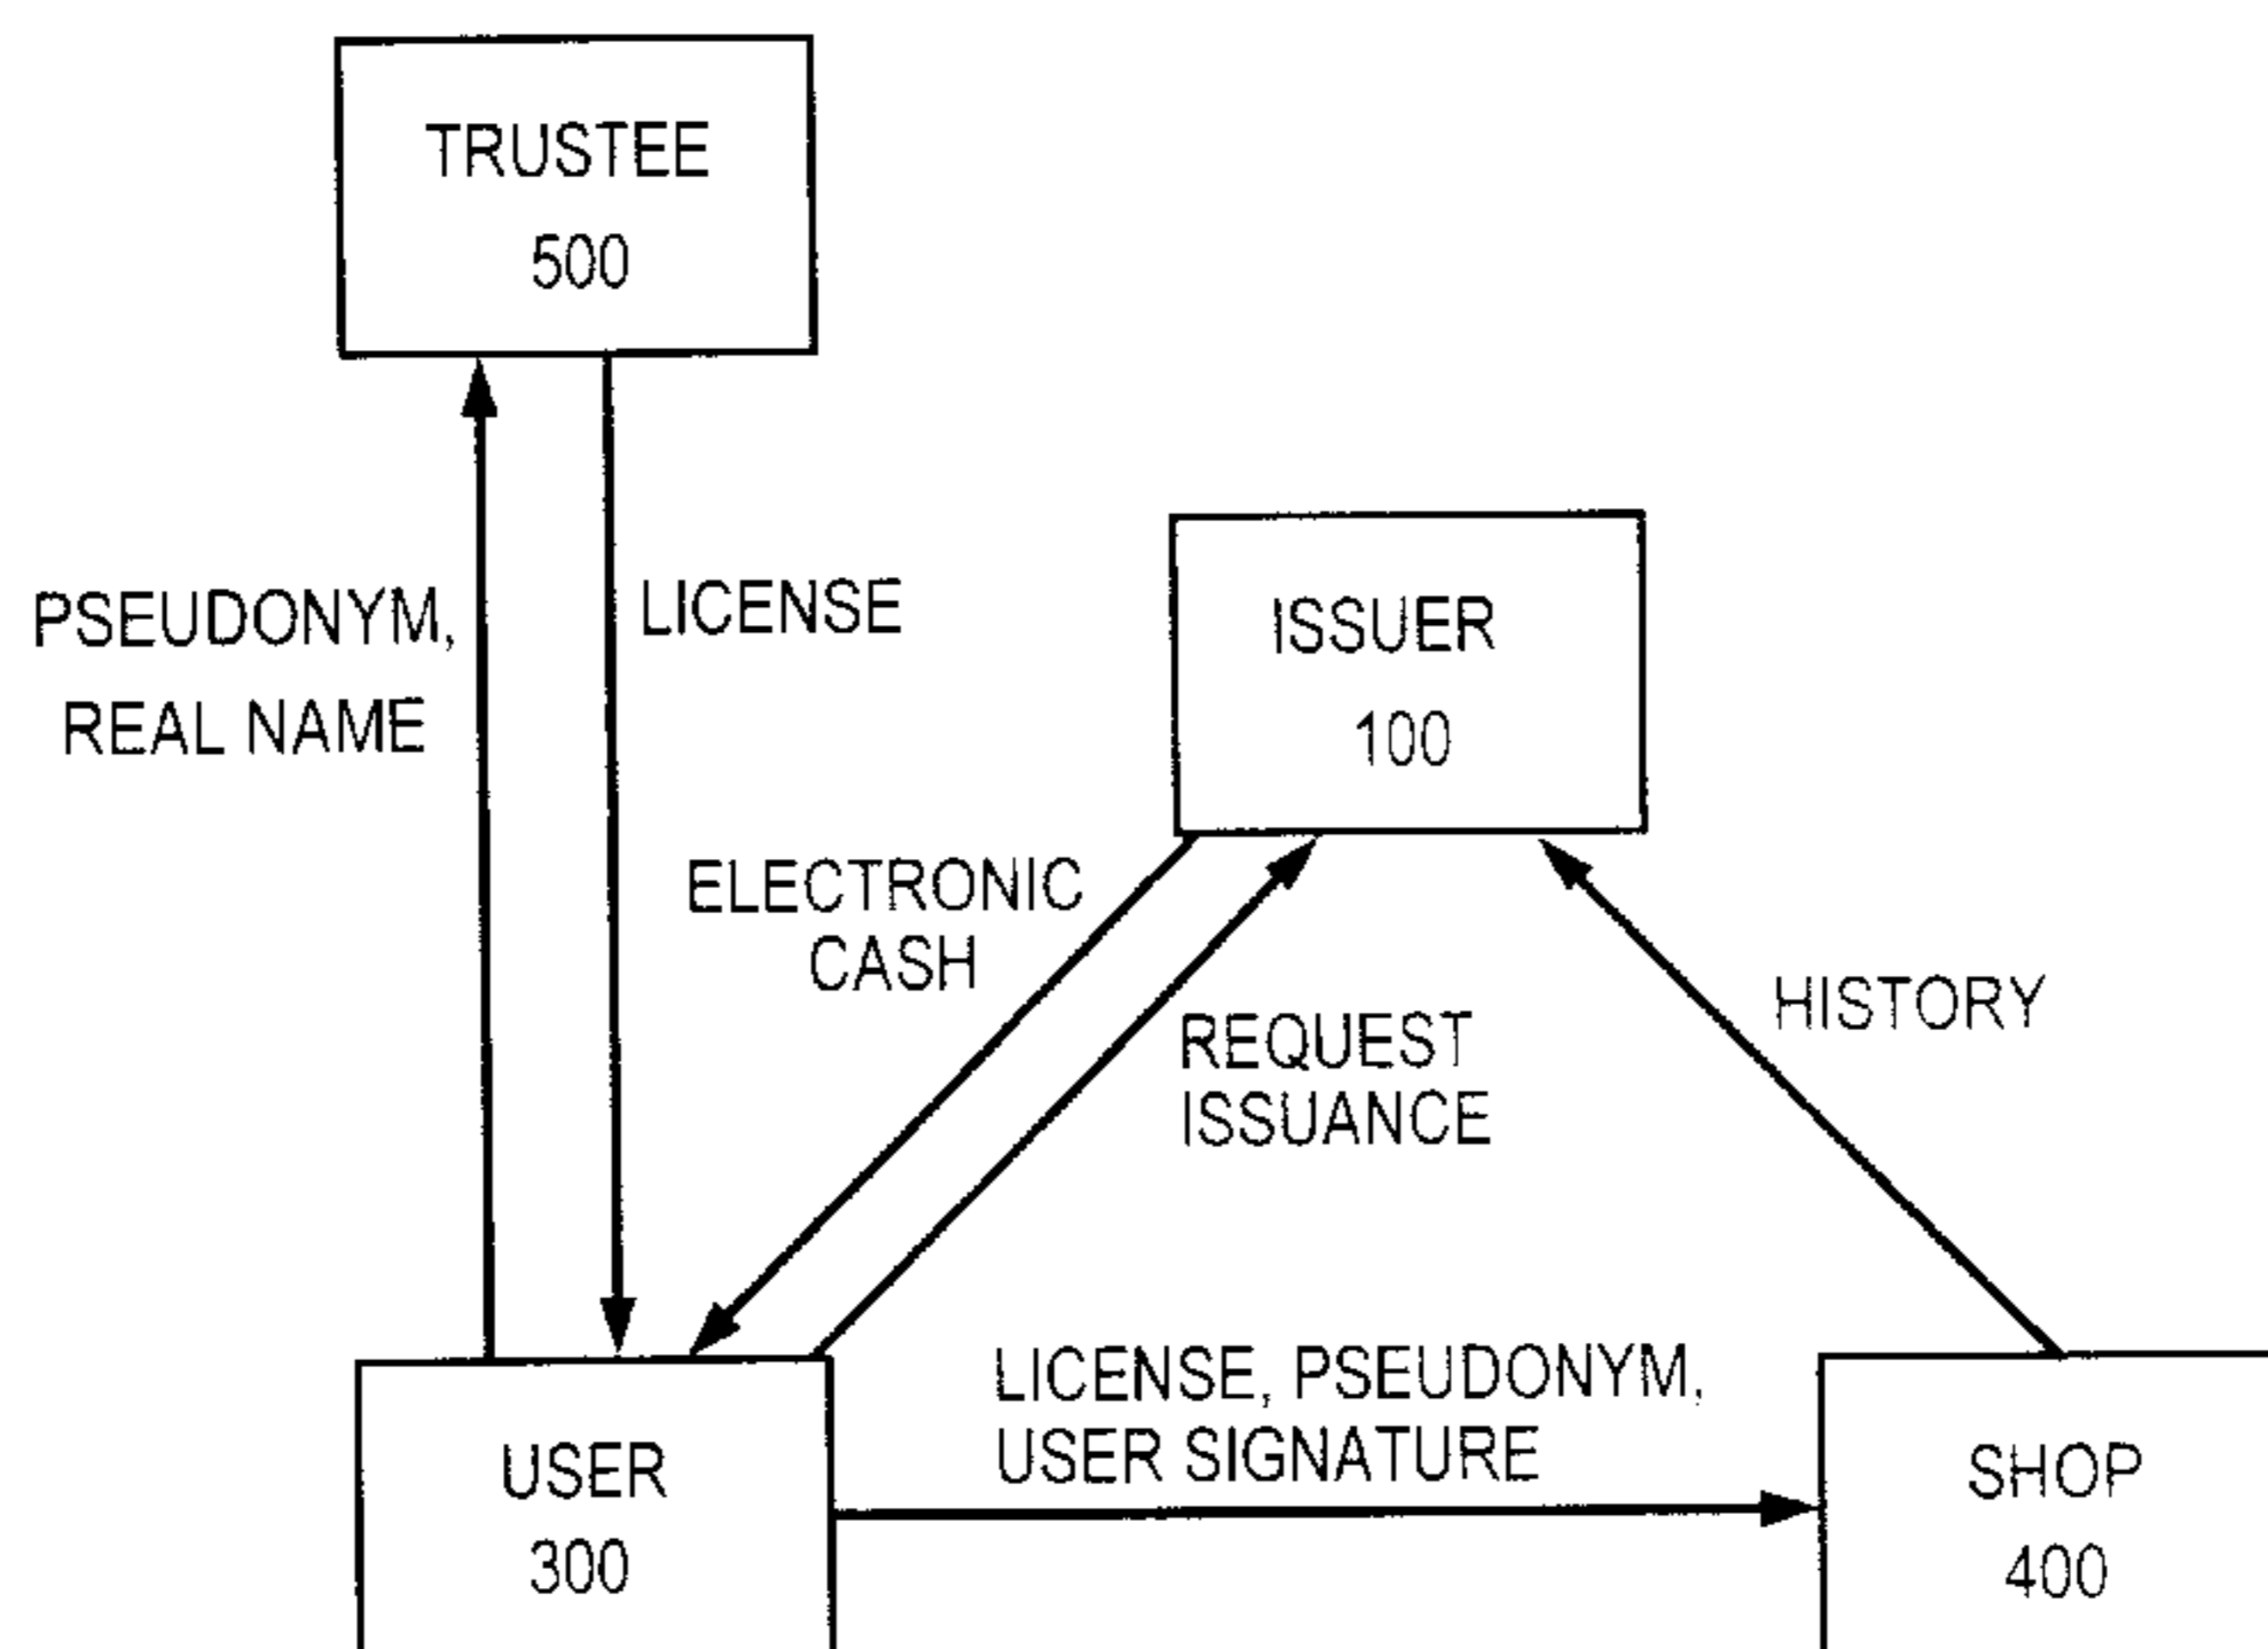 TRUSTEE
500
PSEUDONYM,
REAL NAME
LICENSE
ISSUER
100
ELECTRONIC
CASH
REQUEST
ISSUANCE
HISTORY
LICENSE, PSEUDONYM,
USER SIGNATURE
USER
300
SHOP
400